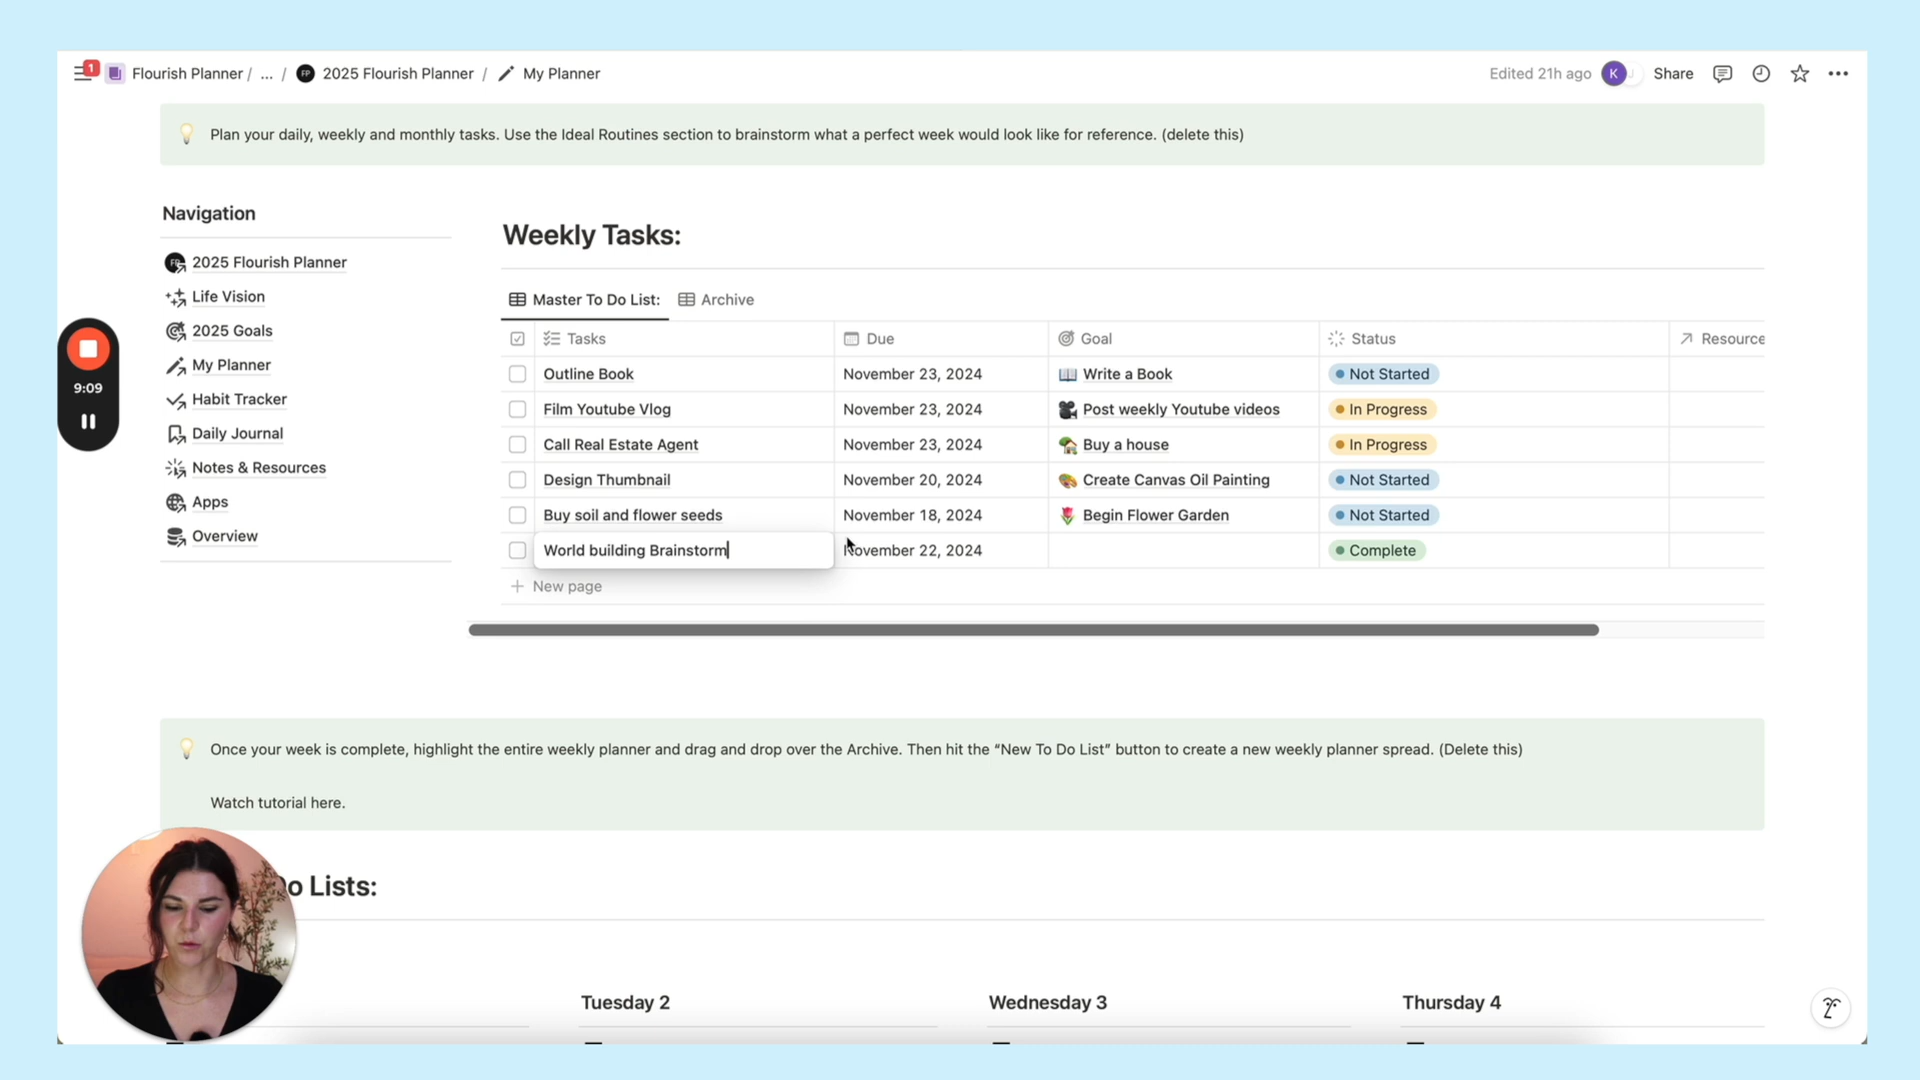 1
Flourish Planner / ... / FP 2025 Flourish Planner / My Planner
Edited 21h ago K Share
Plan your daily, weekly and monthly tasks. Use the Ideal Routines section to brainstorm what a perfect week would look like for reference. (delete this)
Navigation
2025 Flourish Planner
Life Vision
2025 Goals
My Planner
Habit Tracker
Daily Journal
Notes & Resources
Apps
Overview
9:09
Weekly Tasks:
Master To Do List: Archive
Tasks Due Goal Status Resource
Outline Book November 23, 2024 Write a Book Not Started
Film Youtube Vlog November 23, 2024 Post weekly Youtube videos In Progress
Call Real Estate Agent November 23, 2024 Buy a house In Progress
Design Thumbnail November 20, 2024 Create Canvas Oil Painting Not Started
Buy soil and flower seeds November 18, 2024 Begin Flower Garden Not Started
World building Brainstorm November 22, 2024 Complete
+ New page
Once your week is complete, highlight the entire weekly planner and drag and drop over the Archive. Then hit the “New To Do List” button to create a new weekly planner spread. (Delete this)
Watch tutorial here.
o Lists:
Tuesday 2 Wednesday 3 Thursday 4